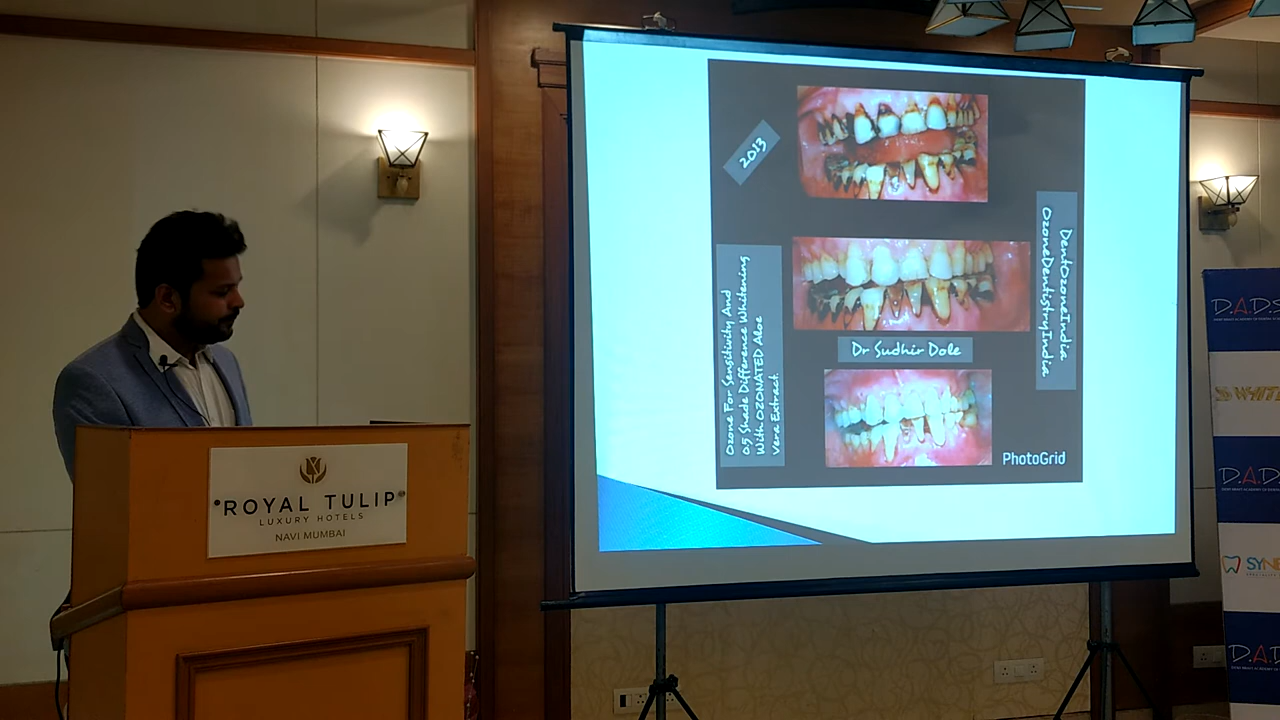 2013
DentOzoneIndia
OzoneDentistryIndia
Ozone For Sensitivity And
05 Shade Difference Whitening
With OZONATED Aloe
Vera Extract
Dr Sudhir Dole
PhotoGrid
ROYAL TULIP
LUXURY HOTELS
NAVI MUMBAI
D.A.D.S
D.A.D.S
D.A.D.S